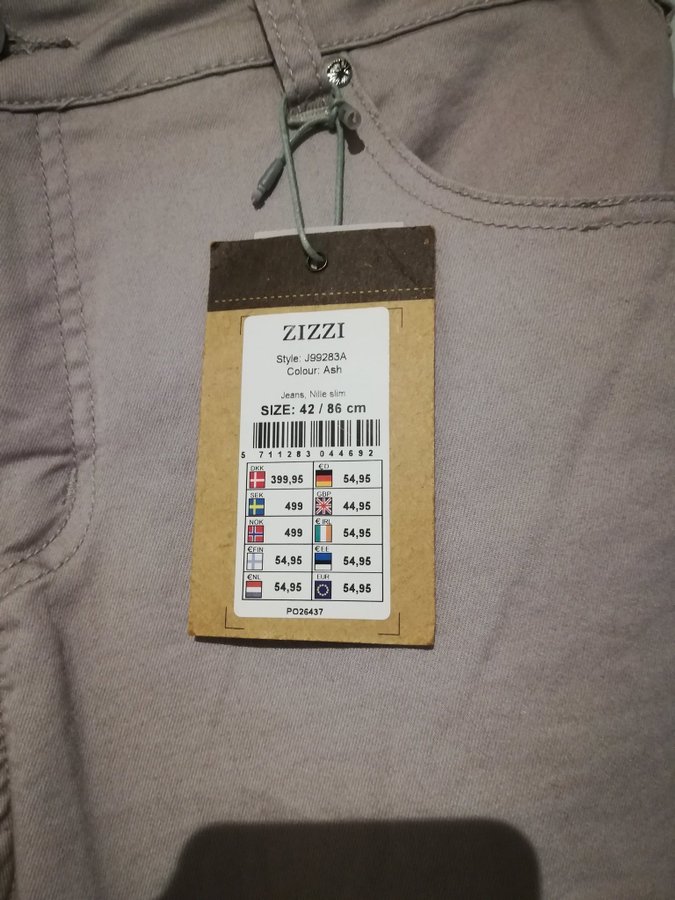 ZIZZI
Style: J99283A
Colour: Ash
Jeans, Nille slim
SIZE: 42 / 86 cm
5 711283 044692
DKK 399,95 €D 54,95
SEK 499 GBP 44,95
NOK 499 € IRL 54,95
€FIN 54,95 € EE 54,95
€NL 54,95 EUR 54,95
PO26437